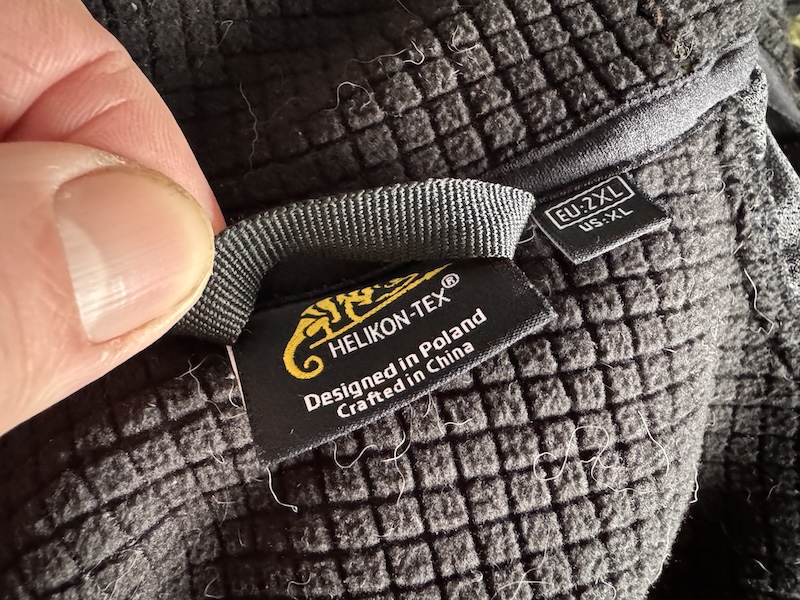 EU:2XL
US:XL
HELIKON-TEX®
Designed in Poland
Crafted in China